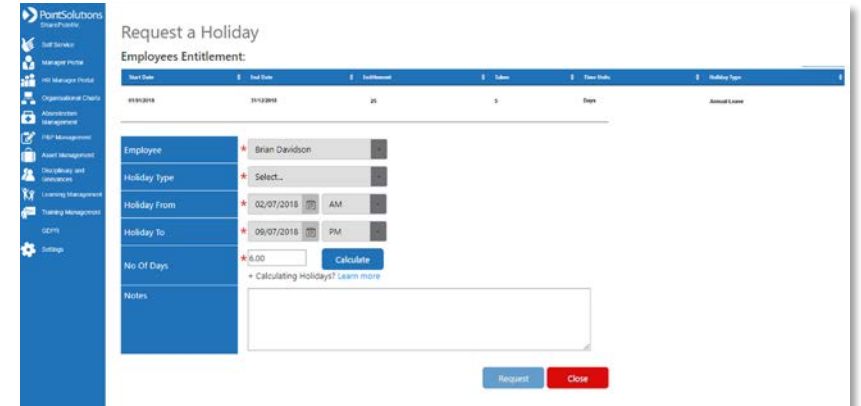 PointSolutions
SharePoint®.
Self Service
Manager Portal
HR Manager Portal
Organisational Charts
Absenteeism
Management
P&P Management
Asset Management
Disciplinary and
Grievances
Learning Management
Training Management
GDPR
Settings
Request a Holiday
Employees Entitlement:
Start Date End Date Entitlement Taken Time Units Holiday Type
01/01/2018 31/12/2018 25 5 Days Annual Leave
Employee * Brian Davidson
Holiday Type * Select...
Holiday From * 02/07/2018 AM
Holiday To * 09/07/2018 PM
No Of Days * 6.00 Calculate
+ Calculating Holidays? Learn more
Notes
Request Close